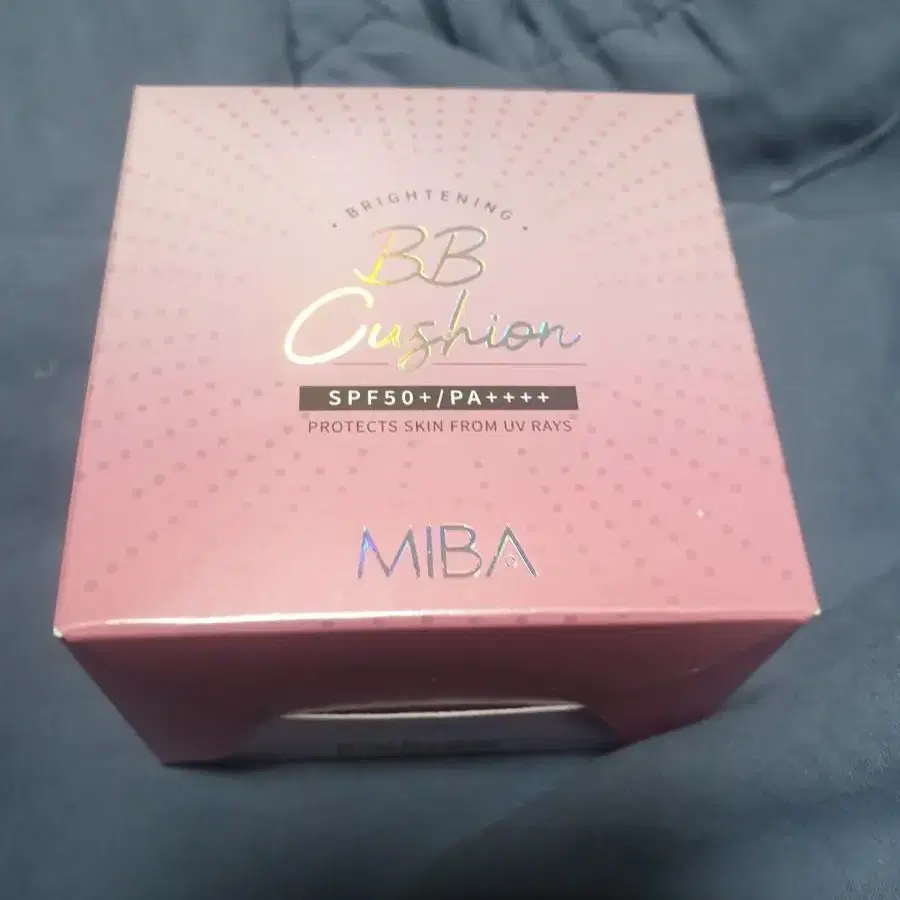 • BRIGHTENING •
BB
Cushion
SPF50+/PA++++
PROTECTS SKIN FROM UV RAYS
MIBA